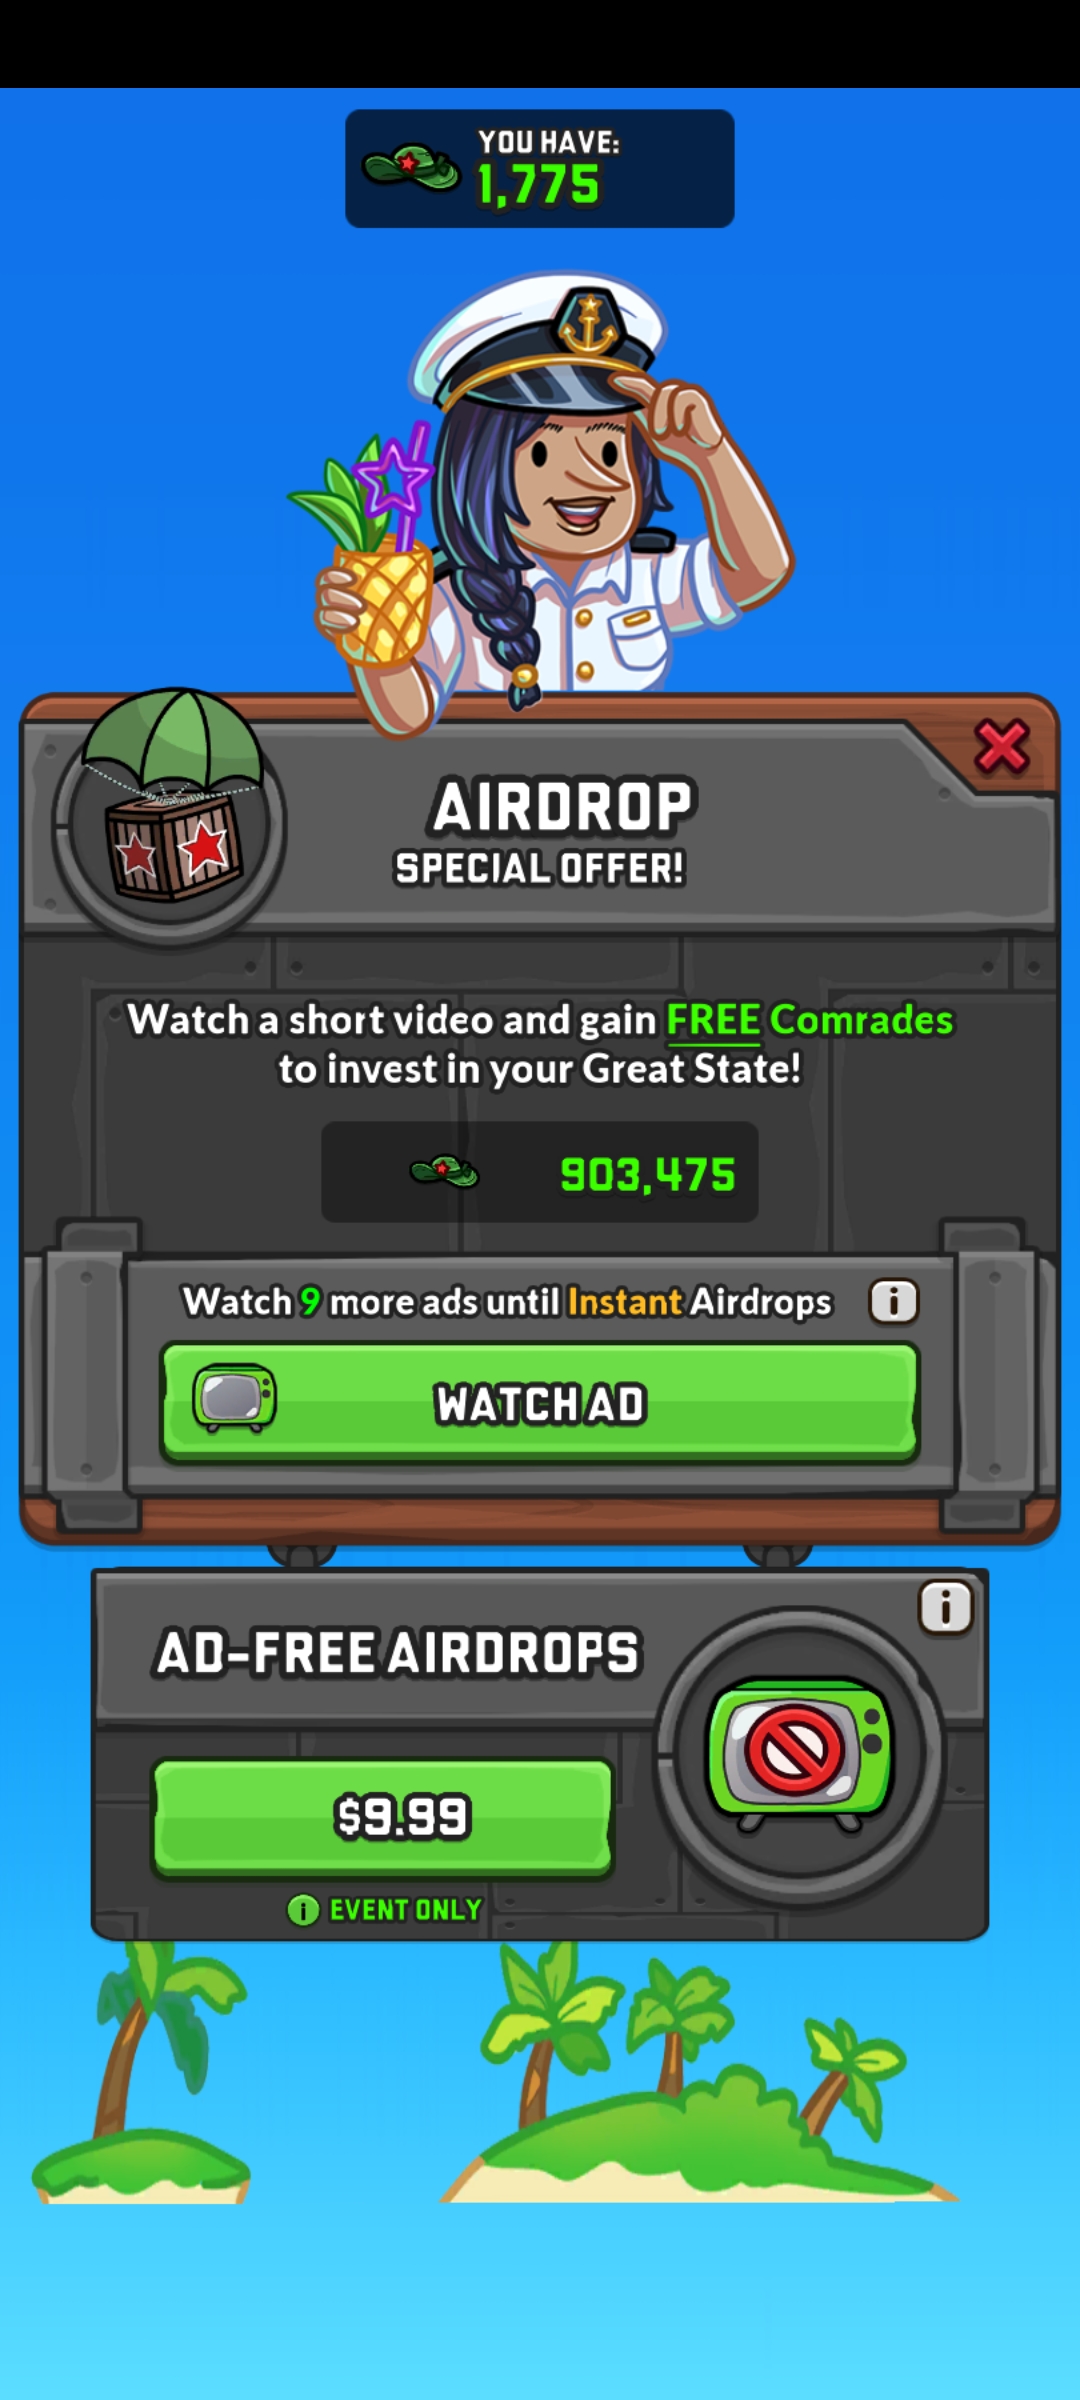 YOU HAVE:
1,775
AIRDROP
SPECIAL OFFER!
Watch a short video and gain FREE Comrades
to invest in your Great State!
903,475
Watch 9 more ads until Instant Airdrops
WATCH AD
AD-FREE AIRDROPS
$9.99
EVENT ONLY